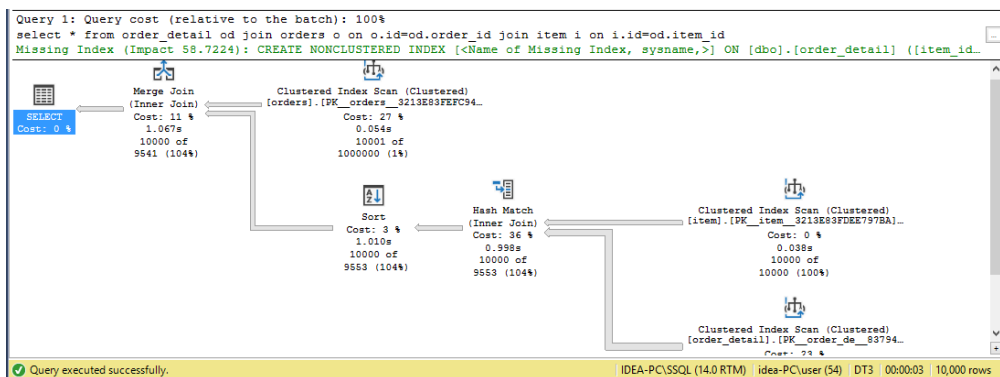 Query 1: Query cost (relative to the batch): 100%
select * from order_detail od join orders o on o.id=od.order_id join item i on i.id=od.item_id
Missing Index (Impact 58.7224): CREATE NONCLUSTERED INDEX [<Name of Missing Index, sysname,>] ON [dbo].[order_detail] ([item_id…
SELECT
Cost: 0 %
Merge Join
(Inner Join)
Cost: 11 %
1.067s
10000 of
9541 (104%)
Clustered Index Scan (Clustered)
[orders].[PK__orders__3213E83FEFC94…
Cost: 27 %
0.054s
10001 of
1000000 (1%)
Sort
Cost: 3 %
1.010s
10000 of
9553 (104%)
Hash Match
(Inner Join)
Cost: 36 %
0.998s
10000 of
9553 (104%)
Clustered Index Scan (Clustered)
[item].[PK__item__3213E83FDEE797BA]…
Cost: 0 %
0.038s
10000 of
10000 (100%)
Clustered Index Scan (Clustered)
[order_detail].[PK__order_de__83794…
Cost: 23 %
Query executed successfully.
IDEA-PC\SSQL (14.0 RTM)
idea-PC\user (54)
DT3
00:00:03
10,000 rows